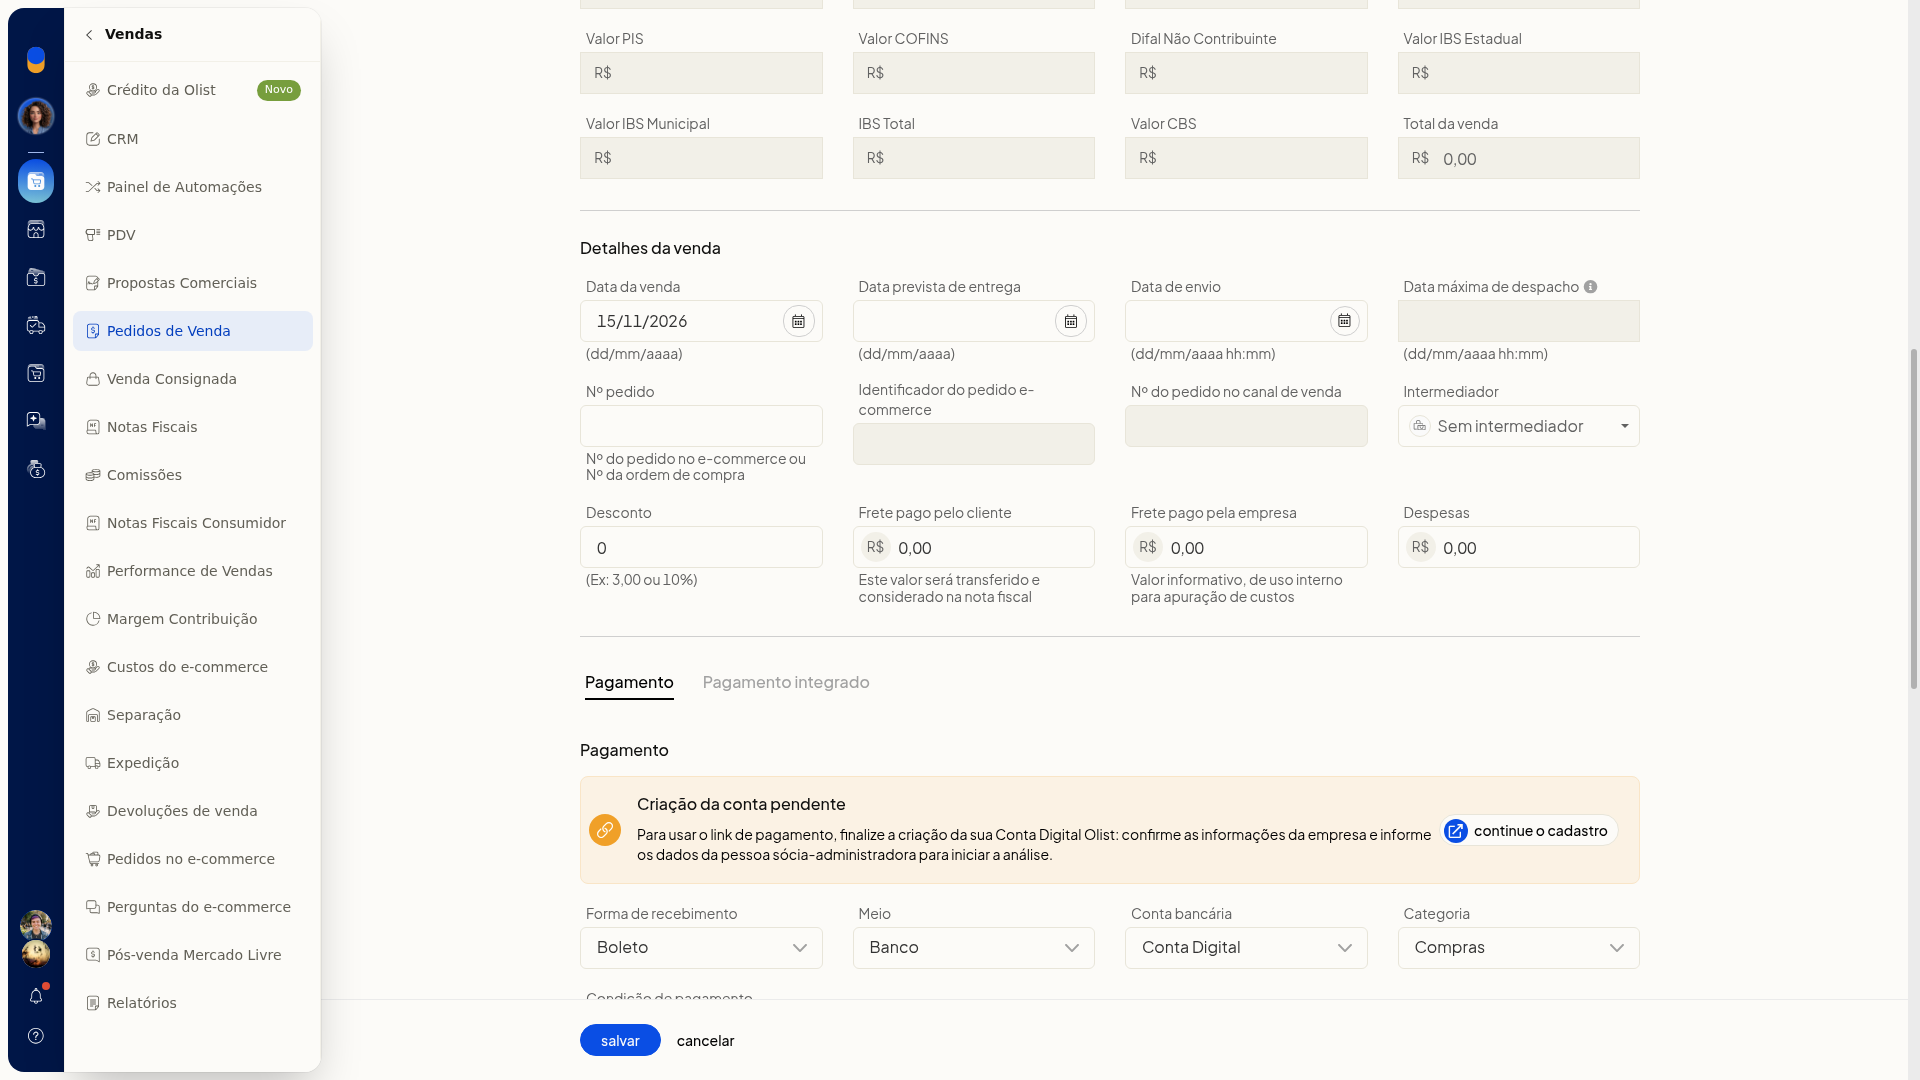 Vendas
Crédito da Olist
Novo
CRM
Painel de Automações
PDV
Propostas Comerciais
Pedidos de Venda
Venda Consignada
Notas Fiscais
Comissões
Notas Fiscais Consumidor
Performance de Vendas
Margem Contribuição
Custos do e-commerce
Separação
Expedição
Devoluções de venda
Pedidos no e-commerce
Perguntas do e-commerce
Pós-venda Mercado Livre
Relatórios
Valor PIS
Valor COFINS
Difal Não Contribuinte
Valor IBS Estadual
R$
R$
R$
R$
Valor IBS Municipal
IBS Total
Valor CBS
Total da venda
R$
R$
R$
R$ 0,00
Detalhes da venda
Data da venda
Data prevista de entrega
Data de envio
Data máxima de despacho
15/11/2026
(dd/mm/aaaa)
(dd/mm/aaaa)
(dd/mm/aaaa hh:mm)
(dd/mm/aaaa hh:mm)
Nº pedido
Identificador do pedido e-
commerce
Nº do pedido no canal de venda
Intermediador
Sem intermediador
Nº do pedido no e-commerce ou
Nº da ordem de compra
Desconto
Frete pago pelo cliente
Frete pago pela empresa
Despesas
0
R$ 0,00
R$ 0,00
R$ 0,00
(Ex: 3,00 ou 10%)
Este valor será transferido e
considerado na nota fiscal
Valor informativo, de uso interno
para apuração de custos
Pagamento
Pagamento integrado
Pagamento
Criação da conta pendente
Para usar o link de pagamento, finalize a criação da sua Conta Digital Olist: confirme as informações da empresa e informe
os dados da pessoa sócia-administradora para iniciar a análise.
continue o cadastro
Forma de recebimento
Meio
Conta bancária
Categoria
Boleto
Banco
Conta Digital
Compras
Condição de pagamento
salvar
cancelar